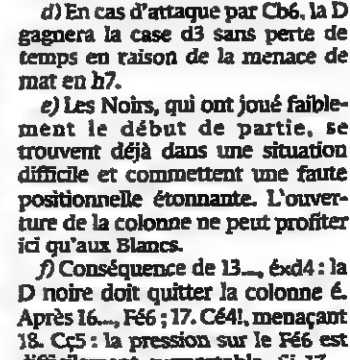 d) En cas d'attaque par Cb6, la D
gagnera la case d3 sans perte de
temps en raison de la menace de
mat en h7.
e) Les Noirs, qui ont joué faible-
ment le début de partie, se
trouvent déjà dans une situation
difficile et commettent une faute
positionnelle étonnante. L'ouver-
ture de la colonne ne peut profiter
ici qu'aux Blancs.
f) Conséquence de 13..., éxd4 : la
D noire doit quitter la colonne é.
Après 16..., Fé6 ; 17. Cé4!, menaçant
18. Cç5 : la pression sur le Fé6 est